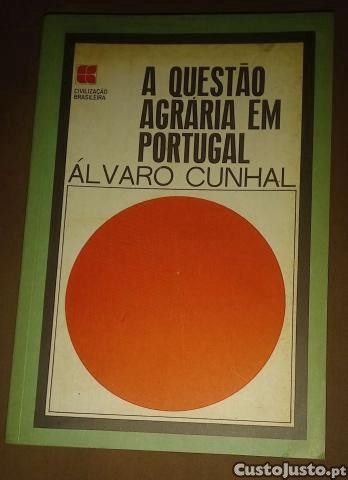 CIVILIZAÇÃO
BRASILEIRA
A QUESTÃO
AGRÁRIA EM
PORTUGAL
ÁLVARO CUNHAL
CustoJusto.pt